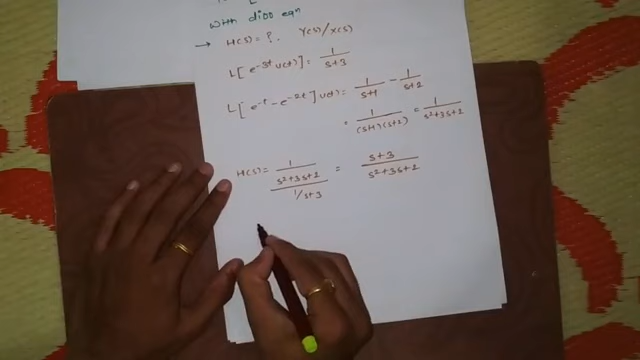 with diff eqn
→ H(s) = ?. Y(s)/X(s)
L[e^-3t u(t)] = 1/(s+3)
L[e^-t - e^-2t] u(t) = 1/(s+1) - 1/(s+2)
= 1/((s+1)(s+2)) = 1/(s²+3s+2)
H(s) = (1/(s²+3s+2))/(1/s+3) = (s+3)/(s²+3s+2)